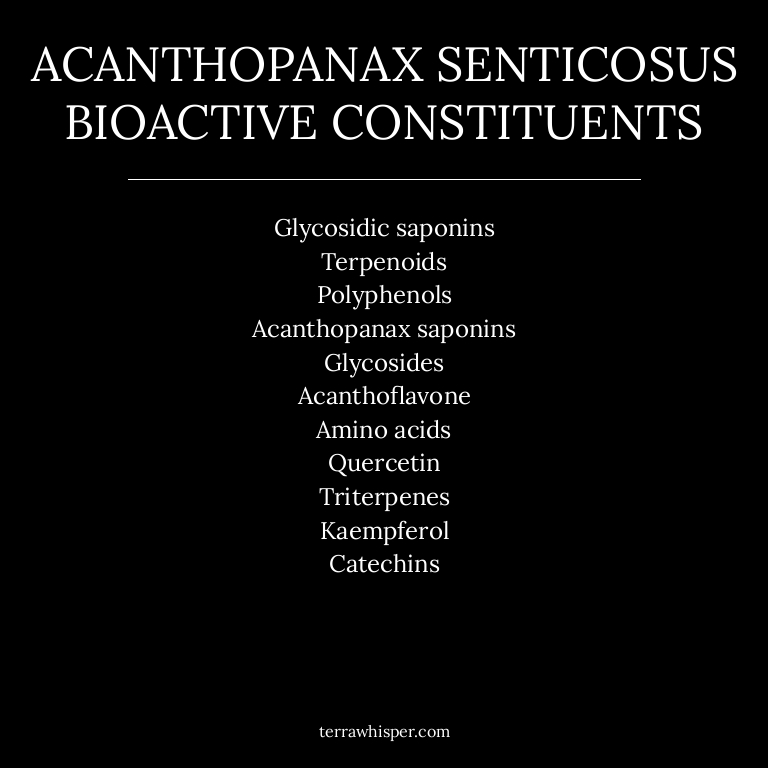 ACANTHOPANAX SENTICOSUS
BIOACTIVE CONSTITUENTS
Glycosidic saponins
Terpenoids
Polyphenols
Acanthopanax saponins
Glycosides
Acanthoflavone
Amino acids
Quercetin
Triterpenes
Kaempferol
Catechins
terrawhisper.com